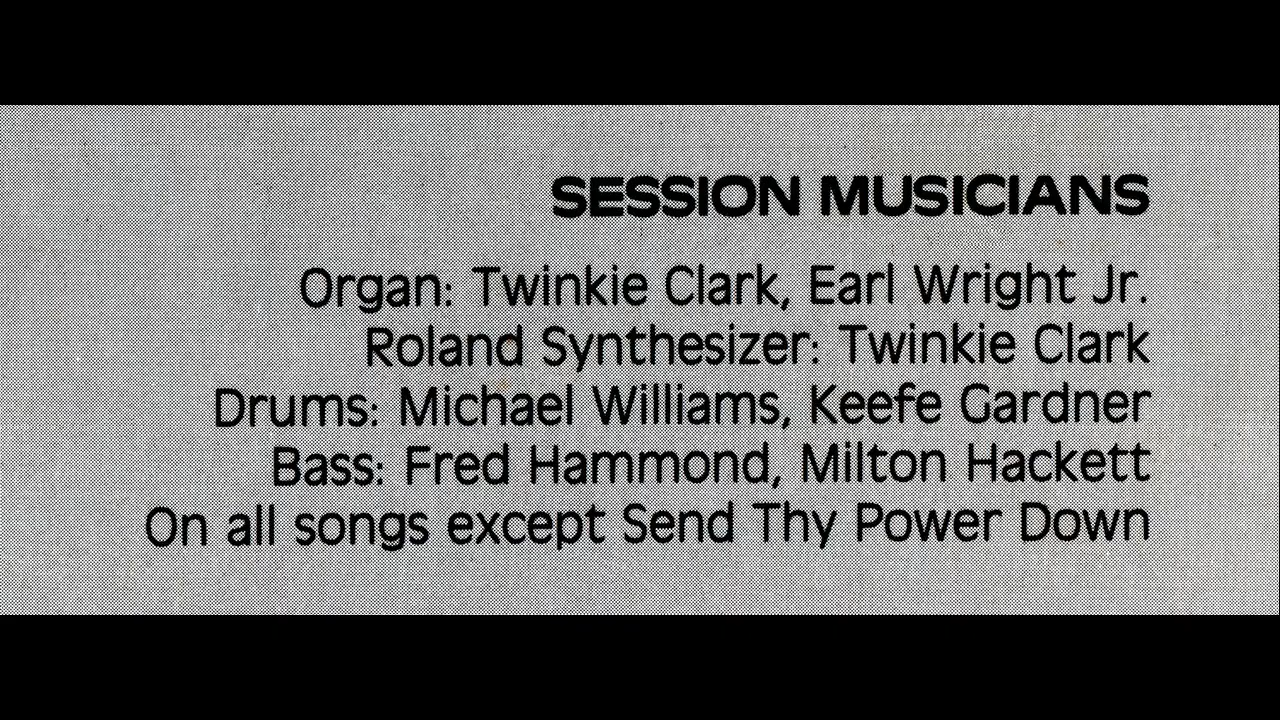 SESSION MUSICIANS
Organ: Twinkie Clark, Earl Wright Jr.
Roland Synthesizer: Twinkie Clark
Drums: Michael Williams, Keefe Gardner
Bass: Fred Hammond, Milton Hackett
On all songs except Send Thy Power Down